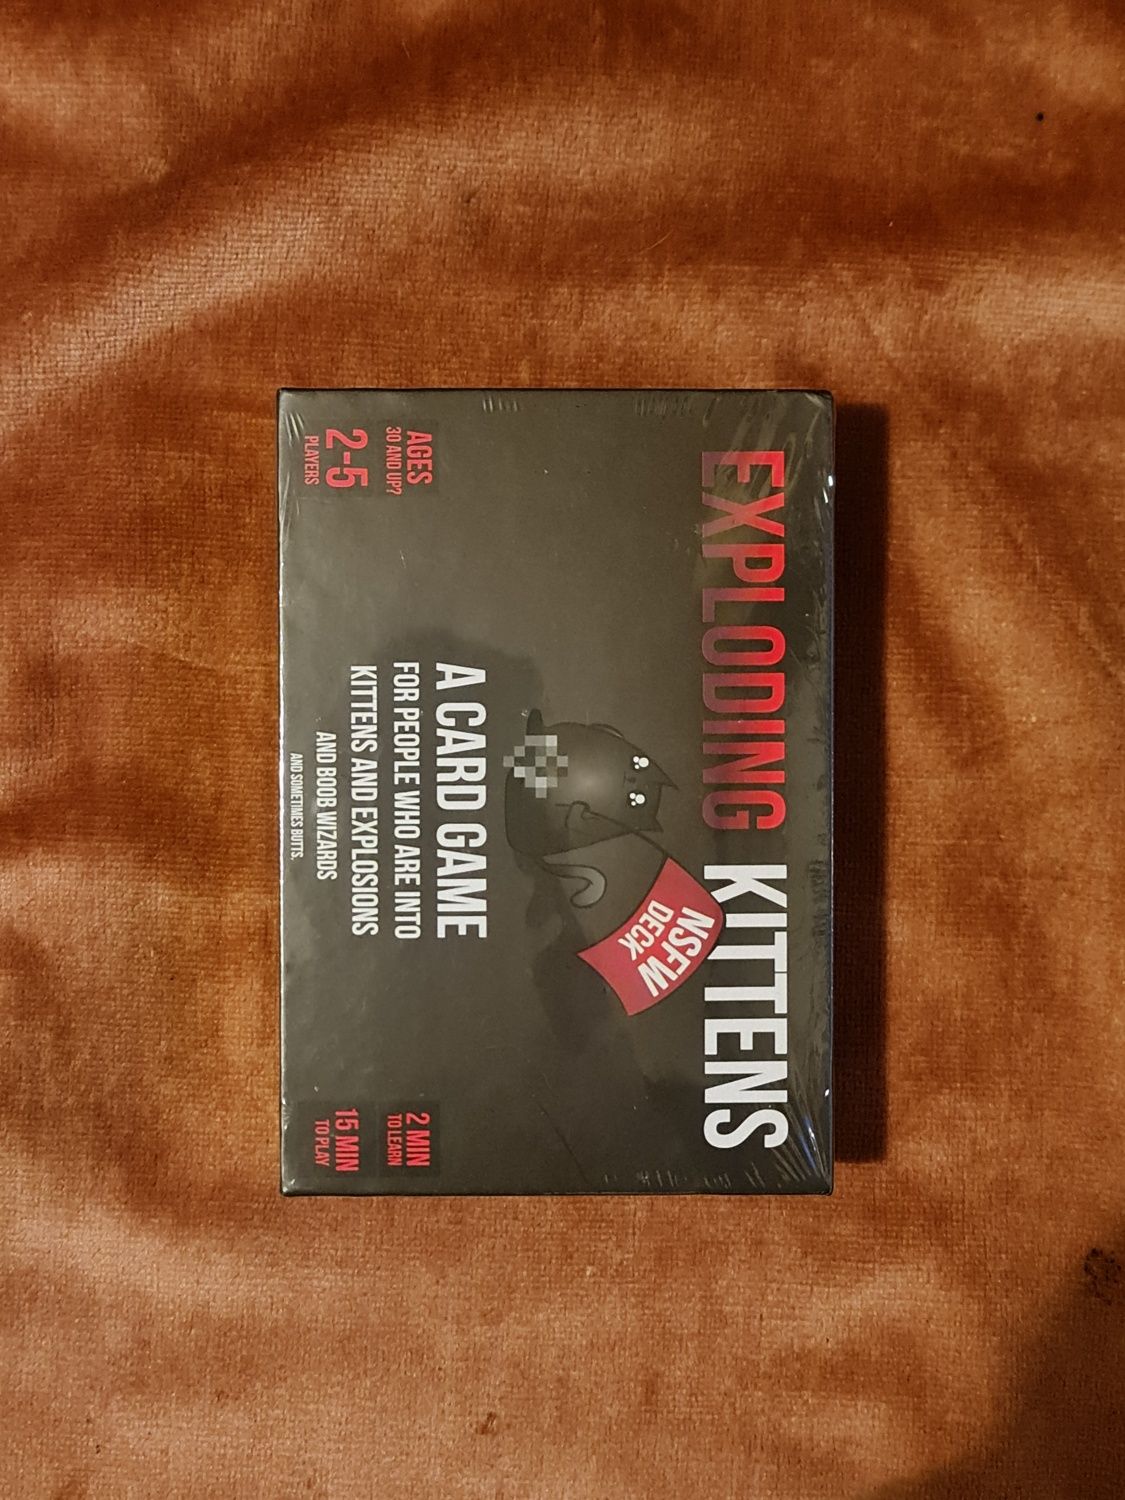 EXPLODING KITTENS
NSFW
DECK
A CARD GAME
FOR PEOPLE WHO ARE INTO
KITTENS AND EXPLOSIONS
AND BOOB WIZARDS
AND SOMETIMES BUTTS.
AGES
30 AND UP?
2-5
PLAYERS
2 MIN
TO LEARN
15 MIN
TO PLAY